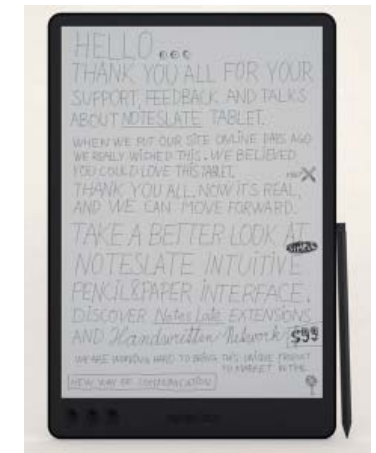 HELLO...
THANK YOU ALL FOR YOUR
SUPPORT, FEEDBACK AND TALKS
ABOUT NOTESLATE TABLET.
WHEN WE PUT OUR SITE ONLINE DAYS AGO
WE REALLY WISHED THIS. WE BELIEVED
YOU COULD LOVE THIS TABLET.
THANK YOU ALL. NOW IT'S REAL,
AND WE CAN MOVE FORWARD.
TAKE A BETTER LOOK AT
SIMPLE
NOTESLATE INTUITIVE
PENCIL&PAPER INTERFACE.
DISCOVER NoteSlate EXTENSIONS
AND Handwritten Network $99
WE ARE WORKING HARD TO BRING THIS UNIQUE PRODUCT
TO MARKET IN THE
NEW WAY OF COMMUNICATION